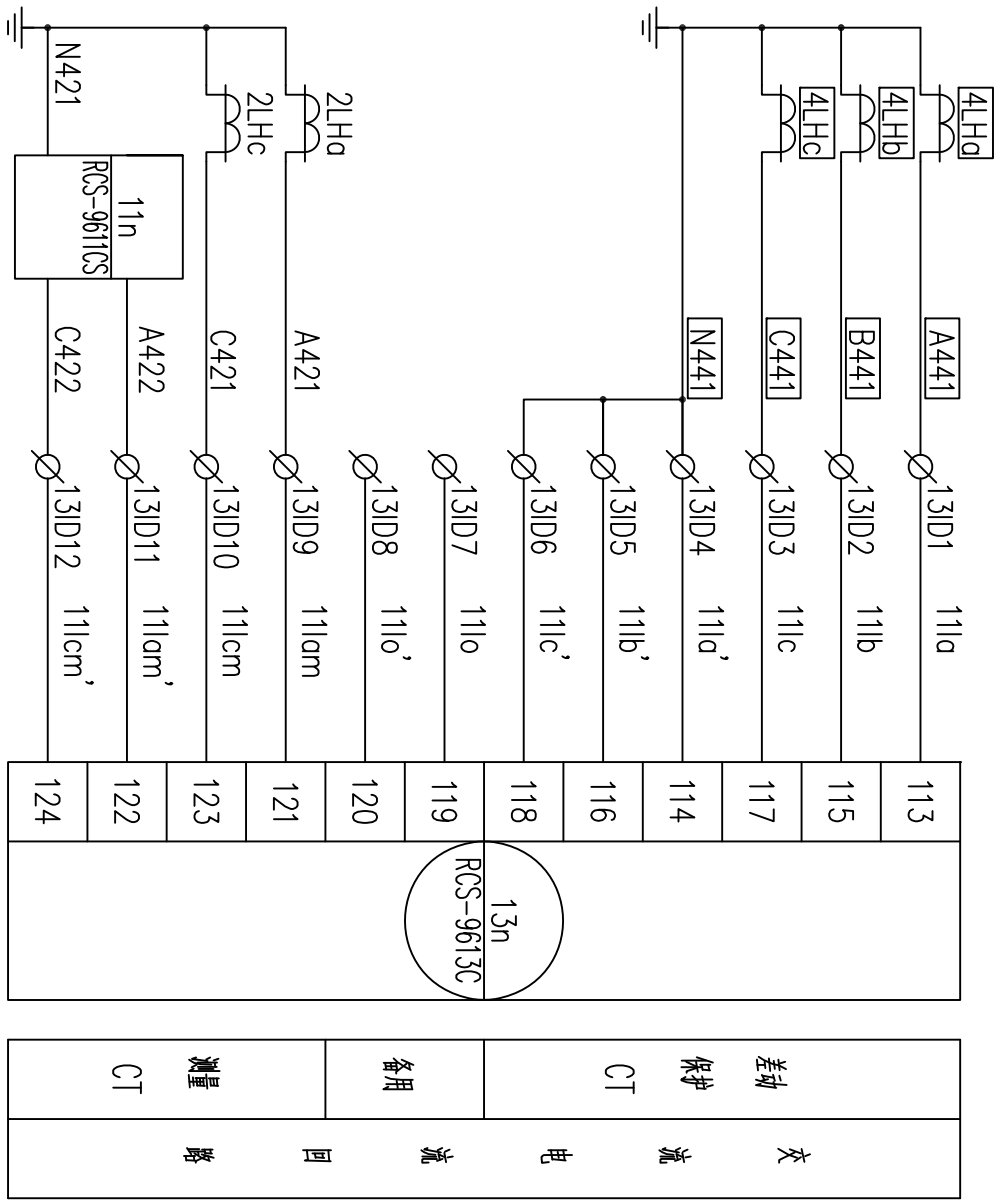 4LHa A441 13ID1 11Ia 113
4LHb B441 13ID2 11Ib 115
4LHc C441 13ID3 11Ic 117
N441 13ID4 11Ia' 114
13ID5 11Ib' 116
13ID6 11Ic' 118
13ID7 11Io 119
13ID8 11Io' 120
2LHa A421 13ID9 11Iam 121
2LHc C421 13ID10 11Icm 123
A422 13ID11 11Iam' 122
N421 C422 13ID12 11Icm' 124
11n
RCS-9611CS
13n
RCS-9613C
差动
保护
CT
备用
测量
CT
交流电流回路